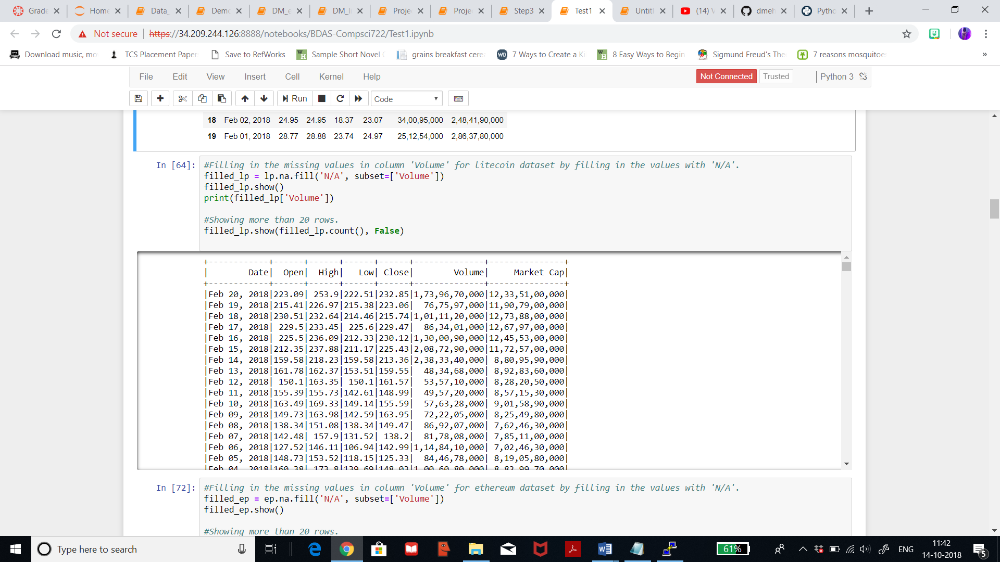 Grade Home Data_ Demo DM_e DM_li Projec Projec Step3 Test1 Untitl (14) V dmeh Pytho
Not secure https://34.209.244.126:8888/notebooks/BDAS-Compsci722/Test1.ipynb
Download music, mo TCS Placement Paper Save to RefWorks Sample Short Novel grains breakfast cerea 7 Ways to Create a Ki 8 Easy Ways to Begin Sigmund Freud's The 7 reasons mosquitoes »
File Edit View Insert Cell Kernel Help Not Connected Trusted Python 3
Run Code
18 Feb 02, 2018 24.95 24.95 18.37 23.07 34,00,95,000 2,48,41,90,000
19 Feb 01, 2018 28.77 28.88 23.74 24.97 25,12,54,000 2,86,37,80,000
In [64]: #Filling in the missing values in column 'Volume' for litecoin dataset by filling in the values with 'N/A'.
filled_lp = lp.na.fill('N/A', subset=['Volume'])
filled_lp.show()
print(filled_lp['Volume'])
#Showing more than 20 rows.
filled_lp.show(filled_lp.count(), False)
+------------+------+------+------+------+--------------+---------------+
|        Date|  Open|  High|   Low| Close|        Volume|     Market Cap|
+------------+------+------+------+------+--------------+---------------+
|Feb 20, 2018|223.09| 253.9|222.51|232.85|1,73,96,70,000|12,33,51,00,000|
|Feb 19, 2018|215.41|226.97|215.38|223.06|  76,75,97,000|11,90,79,00,000|
|Feb 18, 2018|230.51|232.64|214.46|215.74|1,01,11,20,000|12,73,88,00,000|
|Feb 17, 2018| 229.5|233.45| 225.6|229.47|  86,34,01,000|12,67,97,00,000|
|Feb 16, 2018| 225.5|236.09|212.33|230.12|1,30,00,90,000|12,45,53,00,000|
|Feb 15, 2018|212.35|237.88|211.17|225.43|2,08,72,90,000|11,72,57,00,000|
|Feb 14, 2018|159.58|218.23|159.58|213.36|2,38,33,40,000| 8,80,95,90,000|
|Feb 13, 2018|161.78|162.37|153.51|159.55|  48,34,68,000| 8,92,83,60,000|
|Feb 12, 2018| 150.1|163.35| 150.1|161.57|  53,57,10,000| 8,28,20,50,000|
|Feb 11, 2018|155.39|155.73|142.61|148.99|  49,57,20,000| 8,57,15,30,000|
|Feb 10, 2018|163.49|169.33|149.14|155.59|  57,63,28,000| 9,01,58,90,000|
|Feb 09, 2018|149.73|163.98|142.59|163.95|  72,22,05,000| 8,25,49,80,000|
|Feb 08, 2018|138.34|151.08|138.34|149.47|  86,92,07,000| 7,62,46,30,000|
|Feb 07, 2018|142.48| 157.9|131.52| 138.2|  81,78,08,000| 7,85,11,00,000|
|Feb 06, 2018|127.52|146.11|106.94|142.99|1,14,84,10,000| 7,02,46,30,000|
|Feb 05, 2018|148.73|153.52|118.15|125.33|  84,46,78,000| 8,19,05,80,000|
|Feb 04, 2018|160.38| 173.8|139.69|148.03|1,00,60,80,000| 8,82,99,70,000|
In [72]: #Filling in the missing values in column 'Volume' for ethereum dataset by filling in the values with 'N/A'.
filled_ep = ep.na.fill('N/A', subset=['Volume'])
filled_ep.show()
#Showing more than 20 rows.
Type here to search 61% ENG 11:42
14-10-2018 5